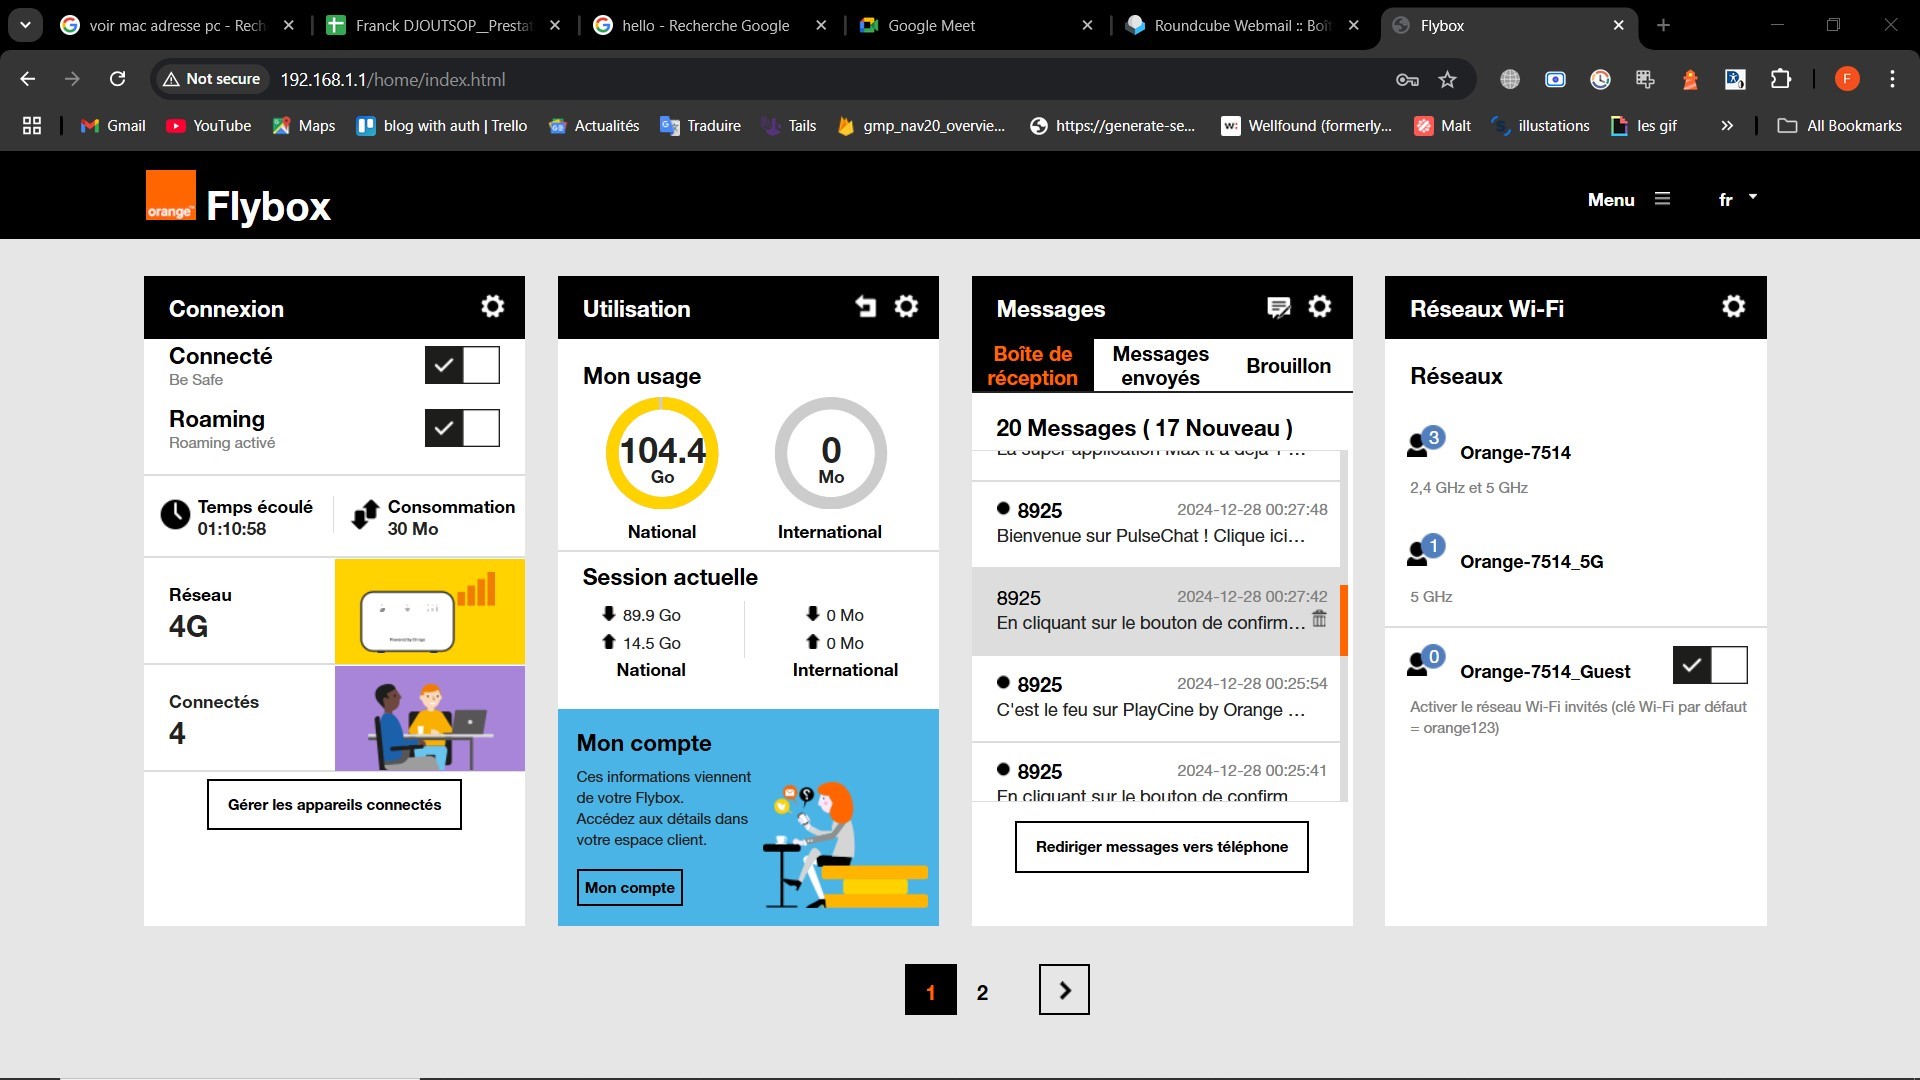 voir mac adresse pc - Rech
Franck DJOUTSOP__Presta
hello - Recherche Google
Google Meet
Roundcube Webmail :: Boî
Flybox
Not secure
192.168.1.1/home/index.html
F
Gmail
YouTube
Maps
blog with auth | Trello
Actualités
Traduire
Tails
gmp_nav20_overvie...
https://generate-se...
Wellfound (formerly...
Malt
illustations
les gif
All Bookmarks
orange™ Flybox
Menu
fr
Connexion
Connecté
Be Safe
Roaming
Roaming activé
Temps écoulé
01:10:58
Consommation
30 Mo
Réseau
4G
Connectés
4
Gérer les appareils connectés
Utilisation
Mon usage
104.4
Go
National
0
Mo
International
Session actuelle
89.9 Go
14.5 Go
National
0 Mo
0 Mo
International
Mon compte
Ces informations viennent
de votre Flybox.
Accédez aux détails dans
votre espace client.
Mon compte
Messages
Boîte de
réception
Messages
envoyés
Brouillon
20 Messages ( 17 Nouveau )
La super application Max it a déjà 1 ...
8925 2024-12-28 00:27:48
Bienvenue sur PulseChat ! Clique ici...
8925 2024-12-28 00:27:42
En cliquant sur le bouton de confirm...
8925 2024-12-28 00:25:54
C'est le feu sur PlayCine by Orange ...
8925 2024-12-28 00:25:41
En cliquant sur le bouton de confirm
Rediriger messages vers téléphone
Réseaux Wi-Fi
Réseaux
3 Orange-7514
2,4 GHz et 5 GHz
1 Orange-7514_5G
5 GHz
0 Orange-7514_Guest
Activer le réseau Wi-Fi invités (clé Wi-Fi par défaut
= orange123)
1
2